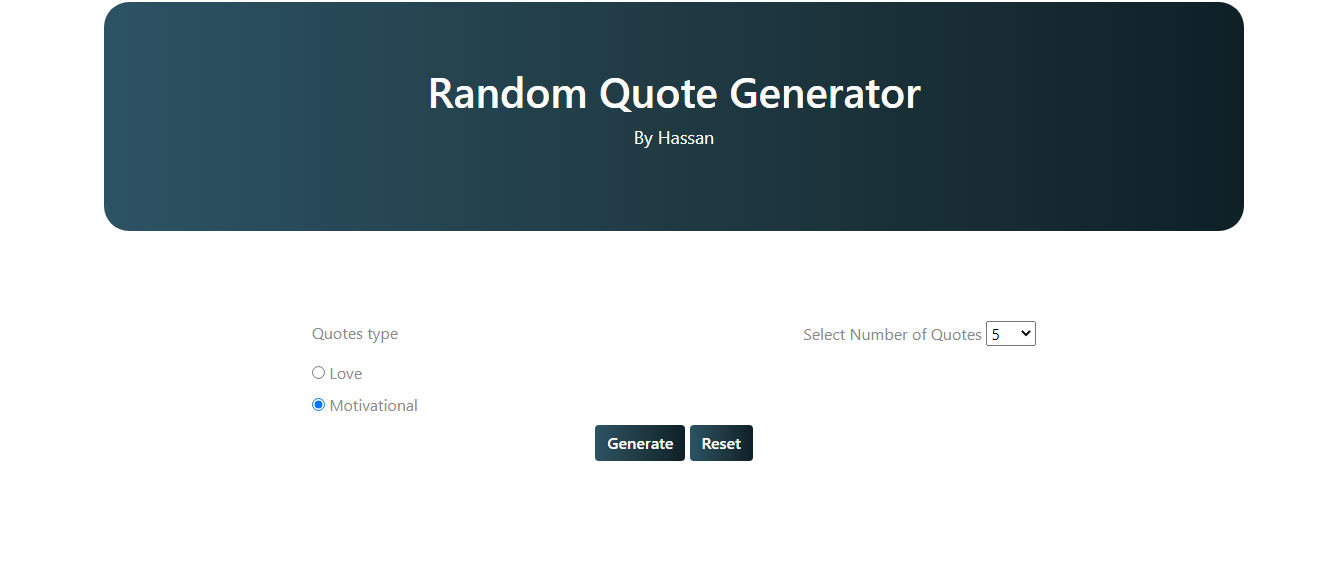 Random Quote Generator
By Hassan
Quotes type
Select Number of Quotes 5
Love
Motivational
Generate Reset